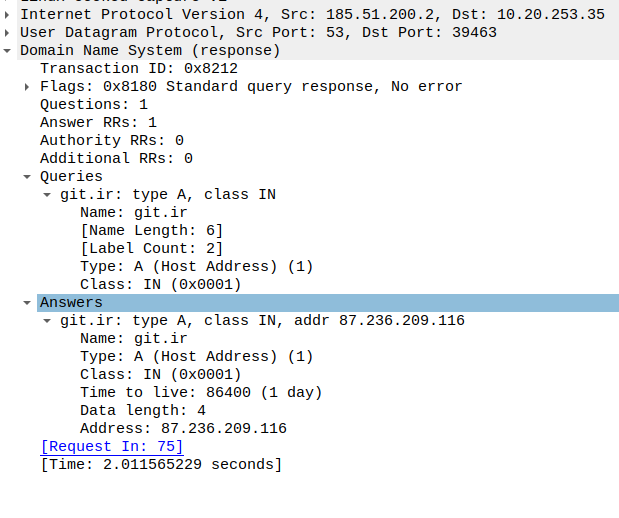 Internet Protocol Version 4, Src: 185.51.200.2, Dst: 10.20.253.35
User Datagram Protocol, Src Port: 53, Dst Port: 39463
Domain Name System (response)
Transaction ID: 0x8212
Flags: 0x8180 Standard query response, No error
Questions: 1
Answer RRs: 1
Authority RRs: 0
Additional RRs: 0
Queries
git.ir: type A, class IN
Name: git.ir
[Name Length: 6]
[Label Count: 2]
Type: A (Host Address) (1)
Class: IN (0x0001)
Answers
git.ir: type A, class IN, addr 87.236.209.116
Name: git.ir
Type: A (Host Address) (1)
Class: IN (0x0001)
Time to live: 86400 (1 day)
Data length: 4
Address: 87.236.209.116
[Request In: 75]
[Time: 2.011565229 seconds]